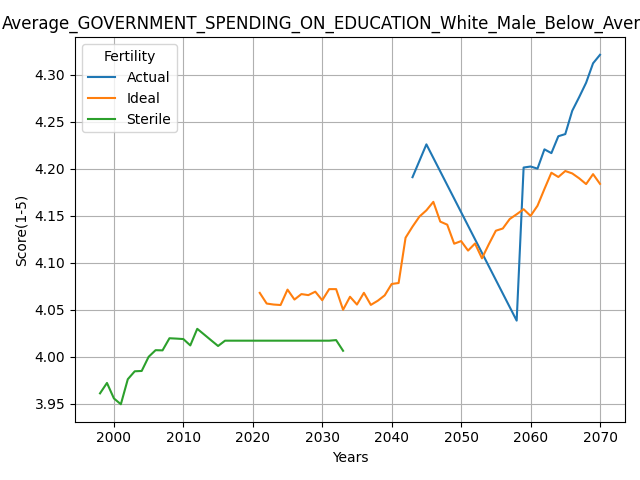 Average_GOVERNMENT_SPENDING_ON_EDUCATION_White_Male_Below_Aver
Fertility
Actual
Ideal
Sterile
4.30
4.25
4.20
4.15
4.10
4.05
4.00
3.95
Score(1-5)
2000 2010 2020 2030 2040 2050 2060 2070
Years